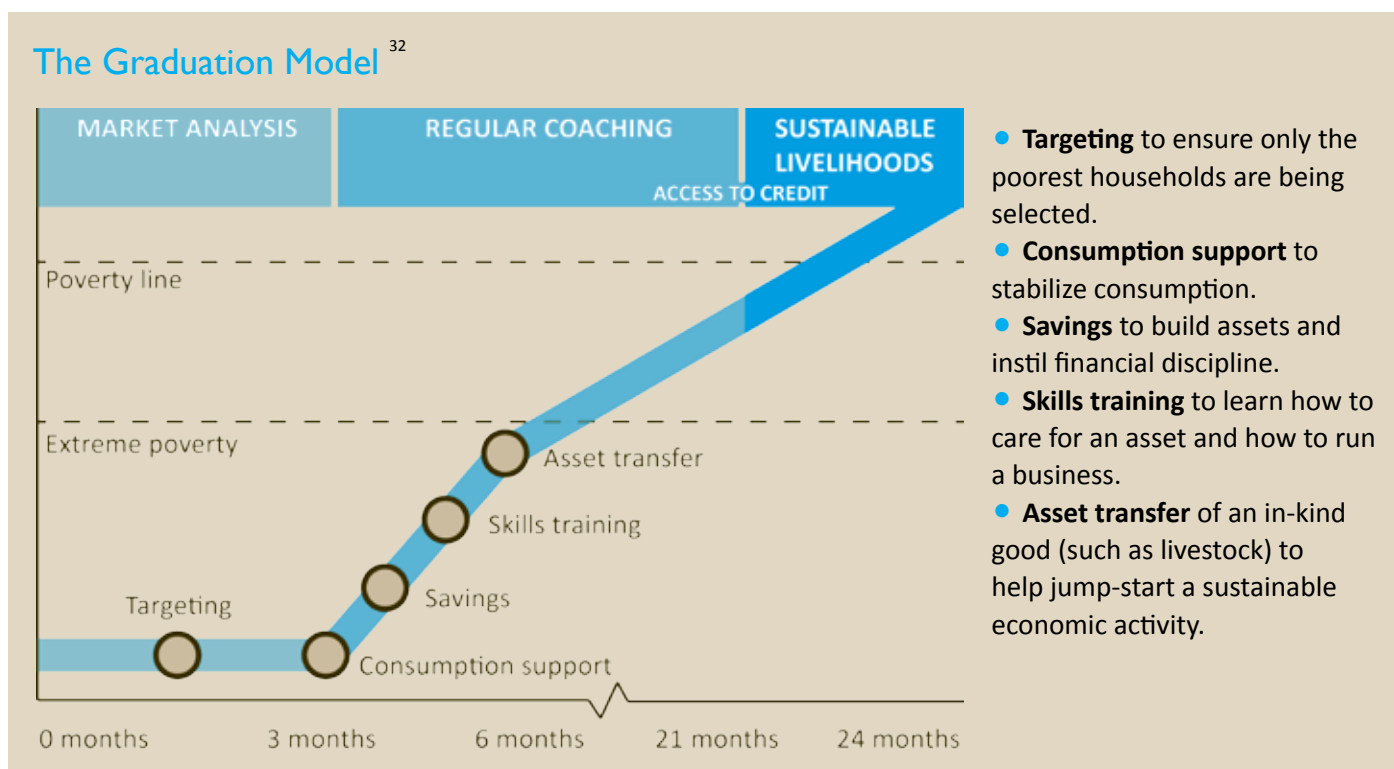 The Graduation Model 32
MARKET ANALYSIS
REGULAR COACHING
SUSTAINABLE
LIVELIHOODS
ACCESS TO CREDIT
Poverty line
Extreme poverty
Asset transfer
Skills training
Savings
Targeting
Consumption support
0 months
3 months
6 months
21 months
24 months
• Targeting to ensure only the
poorest households are being
selected.
• Consumption support to
stabilize consumption.
• Savings to build assets and
instil financial discipline.
• Skills training to learn how to
care for an asset and how to run
a business.
• Asset transfer of an in-kind
good (such as livestock) to
help jump-start a sustainable
economic activity.